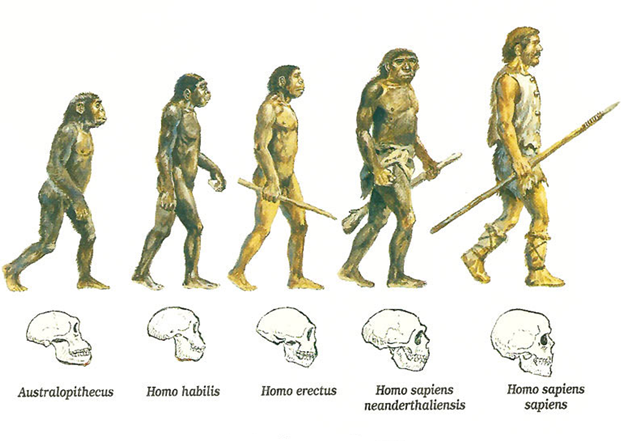 Australopithecus
Homo habilis
Homo erectus
Homo sapiens
neanderthaliensis
Homo sapiens
sapiens